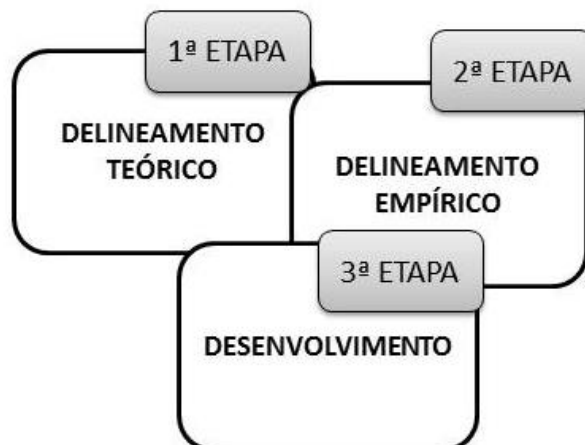 1ª ETAPA
DELINEAMENTO
TEÓRICO
2ª ETAPA
DELINEAMENTO
EMPÍRICO
3ª ETAPA
DESENVOLVIMENTO